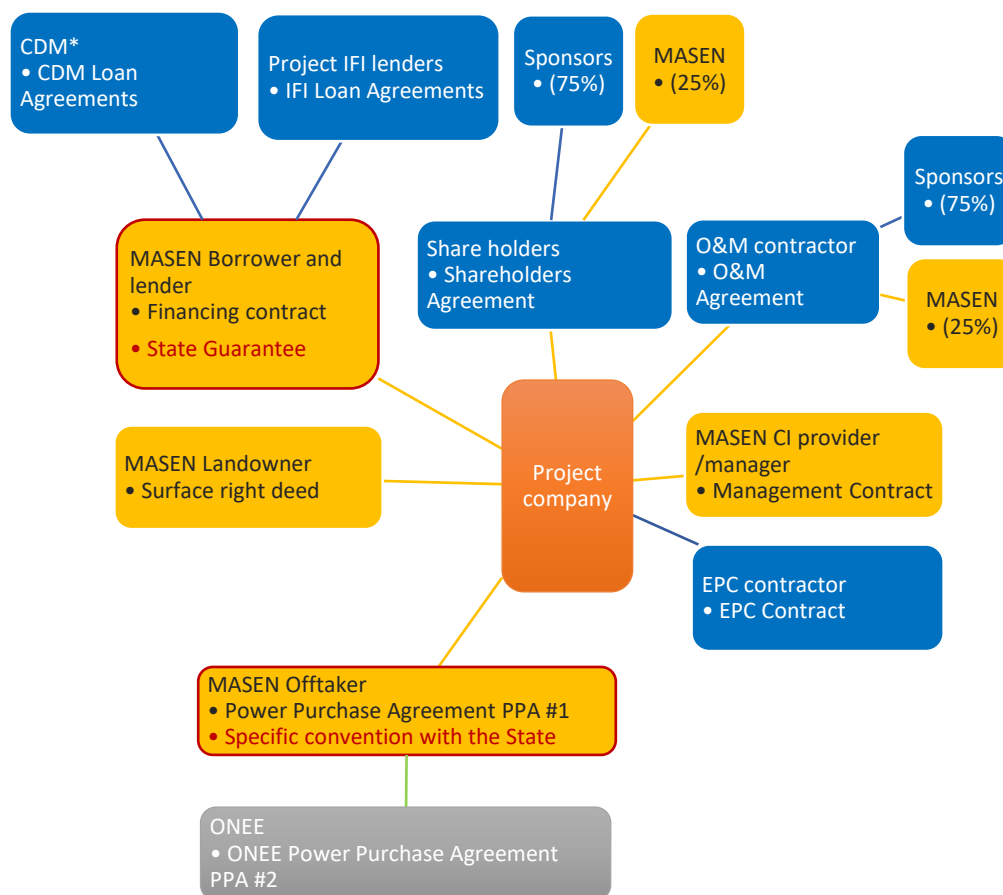 CDM*
• CDM Loan
Agreements
Project IFI lenders
• IFI Loan Agreements
Sponsors
• (75%)
MASEN
• (25%)
Sponsors
• (75%)
MASEN Borrower and
lender
• Financing contract
• State Guarantee
Share holders
• Shareholders
Agreement
O&M contractor
• O&M
Agreement
MASEN
• (25%)
MASEN Landowner
• Surface right deed
Project
company
MASEN CI provider
/manager
• Management Contract
EPC contractor
• EPC Contract
MASEN Offtaker
• Power Purchase Agreement PPA #1
• Specific convention with the State
ONEE
• ONEE Power Purchase Agreement
PPA #2